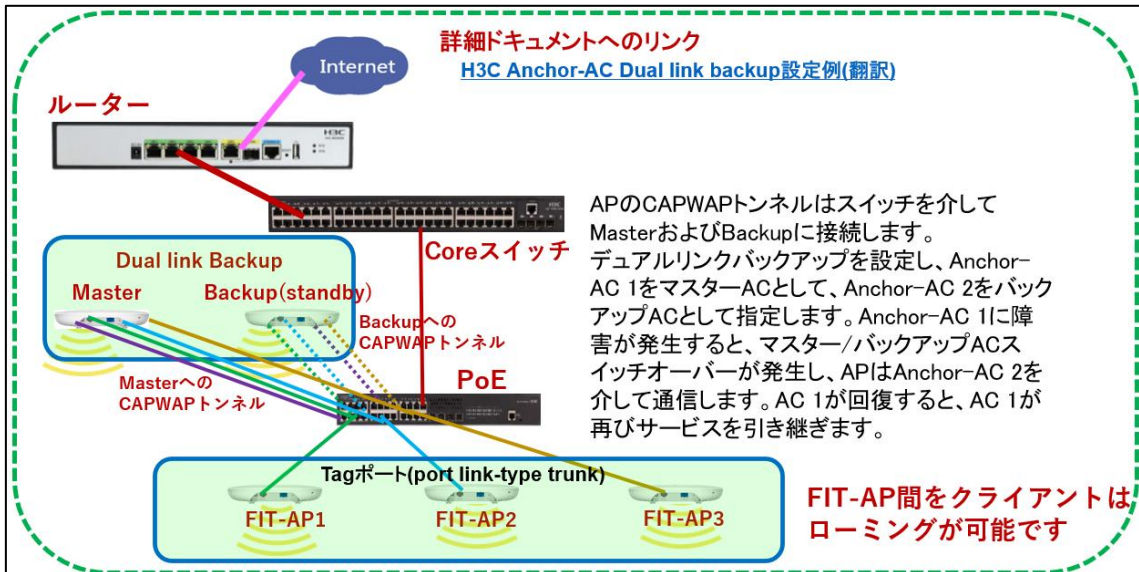 詳細ドキュメントへのリンク
Internet
H3C Anchor-AC Dual link backup設定例(翻訳)
ルーター
H3C
Coreスイッチ
APのCAPWAPトンネルはスイッチを介して
MasterおよびBackupに接続します。
デュアルリンクバックアップを設定し、Anchor-
AC 1をマスターACとして、Anchor-AC 2をバック
アップACとして指定します。Anchor-AC 1に障
害が発生すると、マスター/バックアップACス
イッチオーバーが発生し、APはAnchor-AC 2を
介して通信します。AC 1が回復すると、AC 1が
再びサービスを引き継ぎます。
Dual link Backup
Master
Backup(standby)
Backupへの
CAPWAPトンネル
Masterへの
CAPWAPトンネル
PoE
Tagポート(port link-type trunk)
FIT-AP1
FIT-AP2
FIT-AP3
FIT-AP間をクライアントは
ローミングが可能です